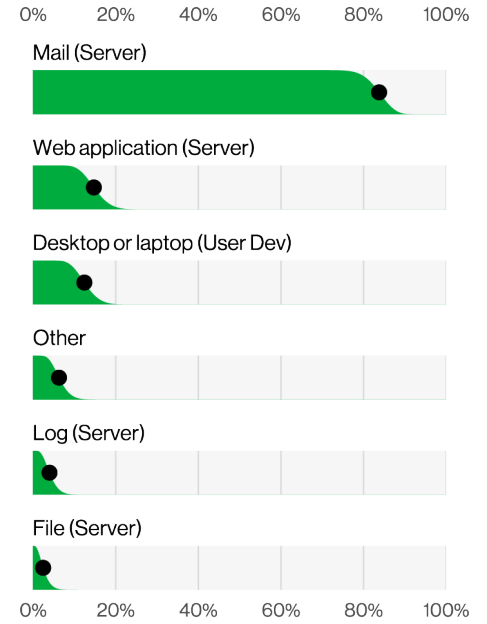 0% 20% 40% 60% 80% 100%
Mail (Server)
Web application (Server)
Desktop or laptop (User Dev)
Other
Log (Server)
File (Server)
0% 20% 40% 60% 80% 100%